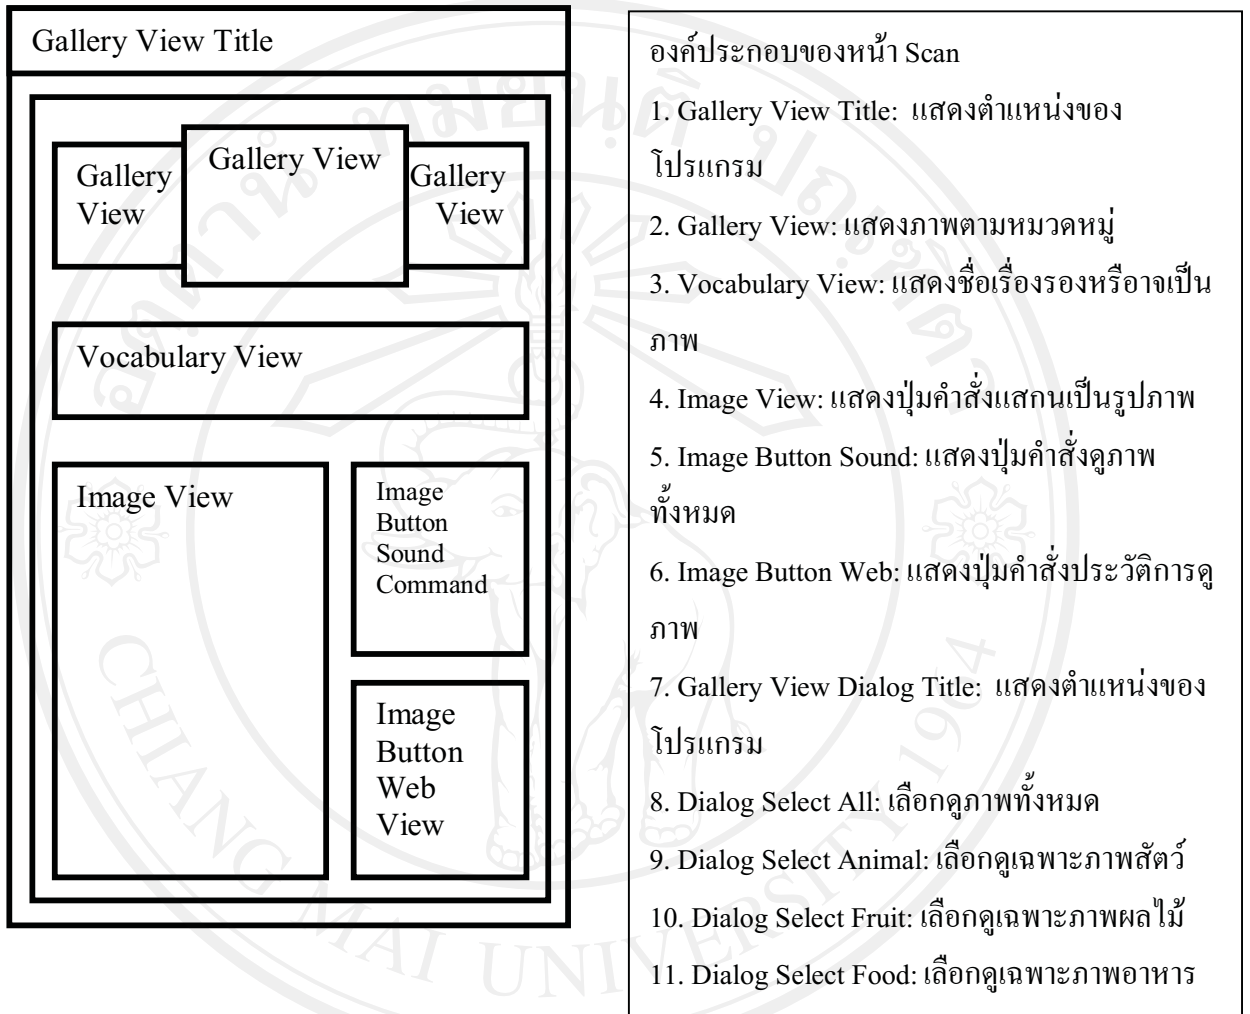 Gallery View Title
Gallery
View
Gallery View
Gallery
View
Vocabulary View
Image View
Image
Button
Sound
Command
Image
Button
Web
View
องค์ประกอบของหน้า Scan
1. Gallery View Title: แสดงตำแหน่งของ
โปรแกรม
2. Gallery View: แสดงภาพตามหมวดหมู่
3. Vocabulary View: แสดงชื่อเรื่องรองหรือาจเป็น
ภาพ
4. Image View: แสดงปุ่มคำสั่งแสกนเป็นรูปภาพ
5. Image Button Sound: แสดงปุ่มคำสั่งดูภาพ
ทั้งหมด
6. Image Button Web: แสดงปุ่มคำสั่งประวัติการดู
ภาพ
7. Gallery View Dialog Title: แสดงตำแหน่งของ
โปรแกรม
8. Dialog Select All: เลือกดูภาพทั้งหมด
9. Dialog Select Animal: เลือกดูเฉพาะภาพสัตว์
10. Dialog Select Fruit: เลือกดูเฉพาะภาพผลไม้
11. Dialog Select Food: เลือกดูเฉพาะภาพอาหาร
CHIANG MAI UNIVERSITY 1964